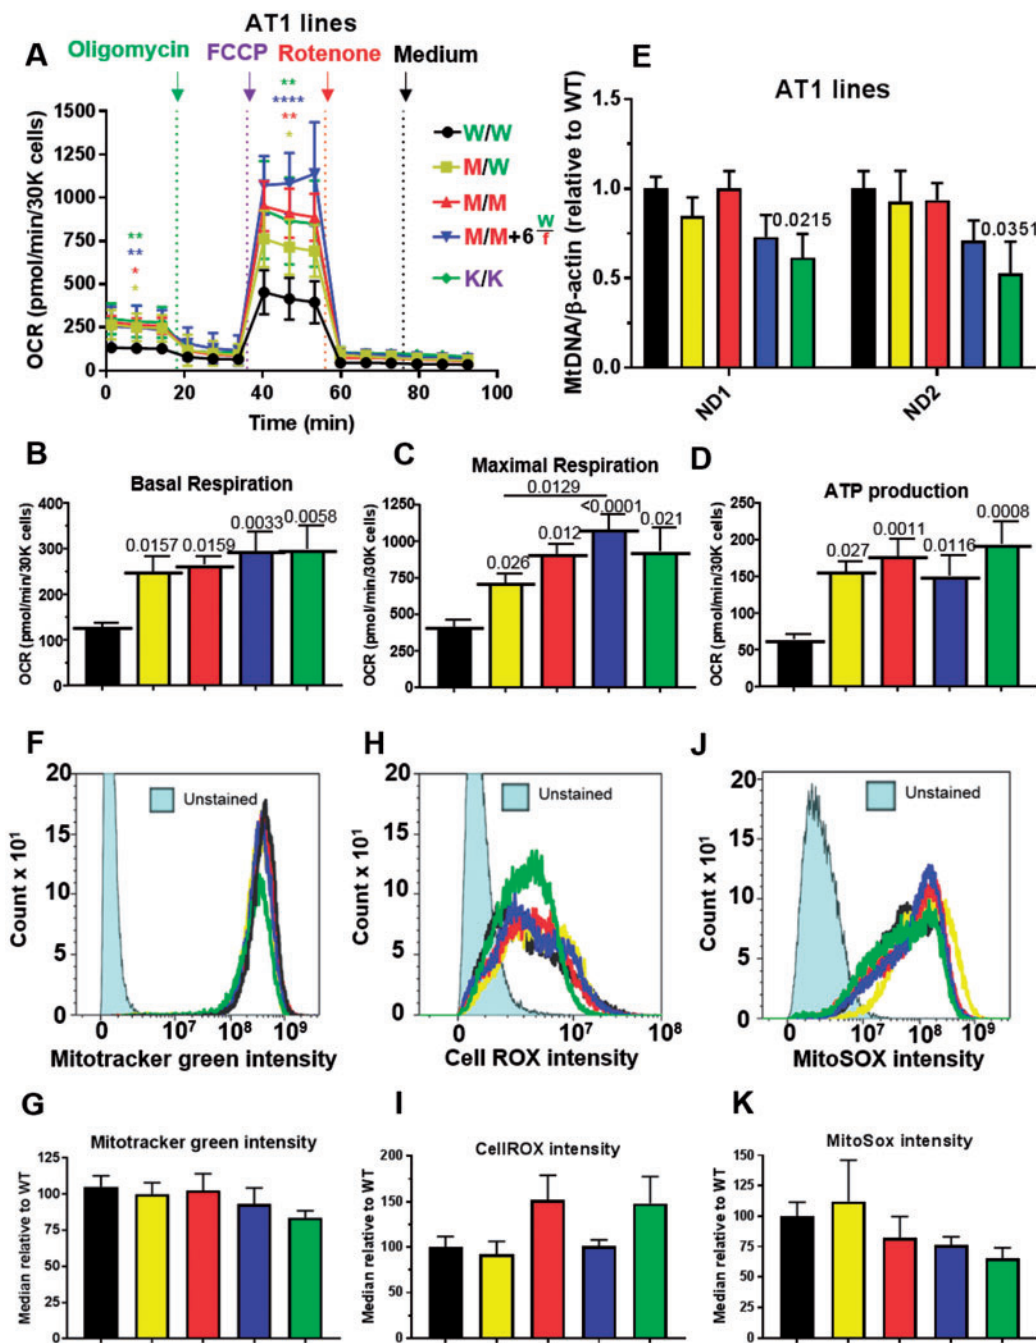 A
AT1 lines
Oligomycin
FCCP
Rotenone
Medium
OCR (pmol/min/30K cells)
1500
1250
1000
750
500
250
0
**
**
*
*
**
****
**
*
W/W
M/W
M/M
M/M+6 W/f
K/K
0 20 40 60 80 100
Time (min)
E
AT1 lines
MtDNA/β-actin (relative to WT)
1.5
1.0
0.5
0.0
0.0215
0.0351
ND1
ND2
B
Basal Respiration
OCR (pmol/min/30K cells)
400
300
200
100
0
0.0157
0.0159
0.0033
0.0058
C
Maximal Respiration
OCR (pmol/min/30K cells)
1250
1000
750
500
250
0
0.0129
0.026
0.012
<0.0001
0.021
D
ATP production
OCR (pmol/min/30K cells)
250
200
150
100
50
0
0.027
0.0011
0.0116
0.0008
F
Count x 10¹
20
15
10
5
0
Unstained
0 10⁷ 10⁸ 10⁹
Mitotracker green intensity
H
Count x 10¹
20
15
10
5
0
Unstained
0 10⁷ 10⁸
Cell ROX intensity
J
Count x 10¹
20
15
10
5
0
Unstained
0 10⁷ 10⁸ 10⁹
MitoSOX intensity
G
Mitotracker green intensity
Median relative to WT
125
100
75
50
25
0
I
CellROX intensity
Median relative to WT
200
150
100
50
0
K
MitoSox intensity
Median relative to WT
150
125
100
75
50
25
0